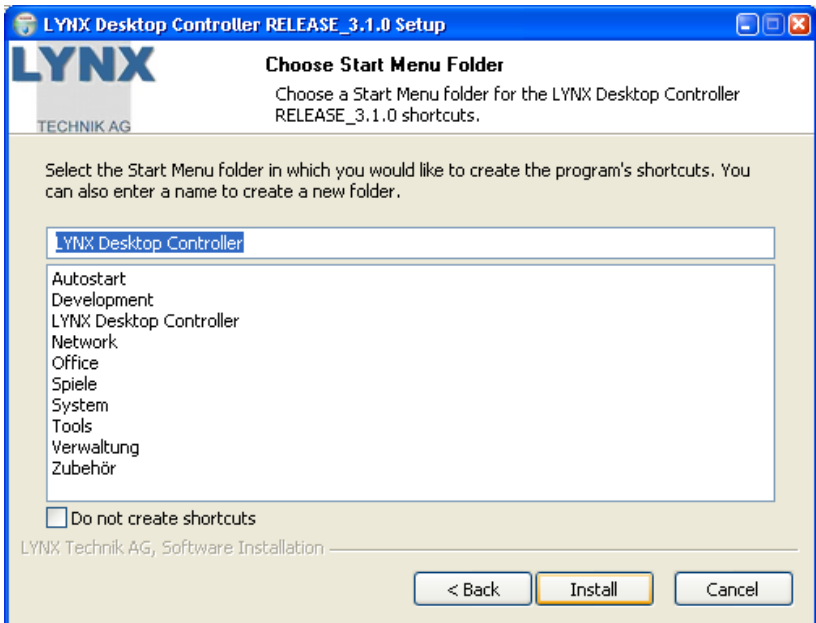 LYNX Desktop Controller RELEASE_3.1.0 Setup
LYNX
TECHNIK AG
Choose Start Menu Folder
Choose a Start Menu folder for the LYNX Desktop Controller
RELEASE_3.1.0 shortcuts.
Select the Start Menu folder in which you would like to create the program's shortcuts. You
can also enter a name to create a new folder.
LYNX Desktop Controller
Autostart
Development
LYNX Desktop Controller
Network
Office
Spiele
System
Tools
Verwaltung
Zubehör
Do not create shortcuts
LYNX Technik AG, Software Installation
< Back
Install
Cancel